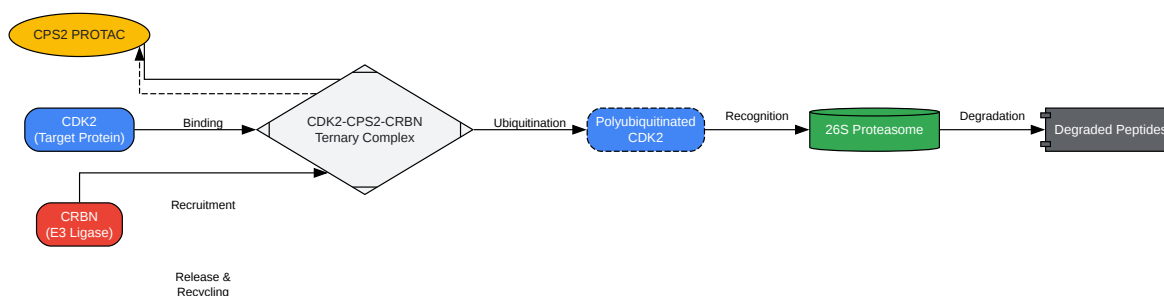 CPS2 PROTAC
CDK2
(Target Protein)
Binding
CDK2-CPS2-CRBN
Ternary Complex
Ubiquitination
Polyubiquitinated
CDK2
Recognition
26S Proteasome
Degradation
Degraded Peptides
CRBN
(E3 Ligase)
Recruitment
Release &
Recycling